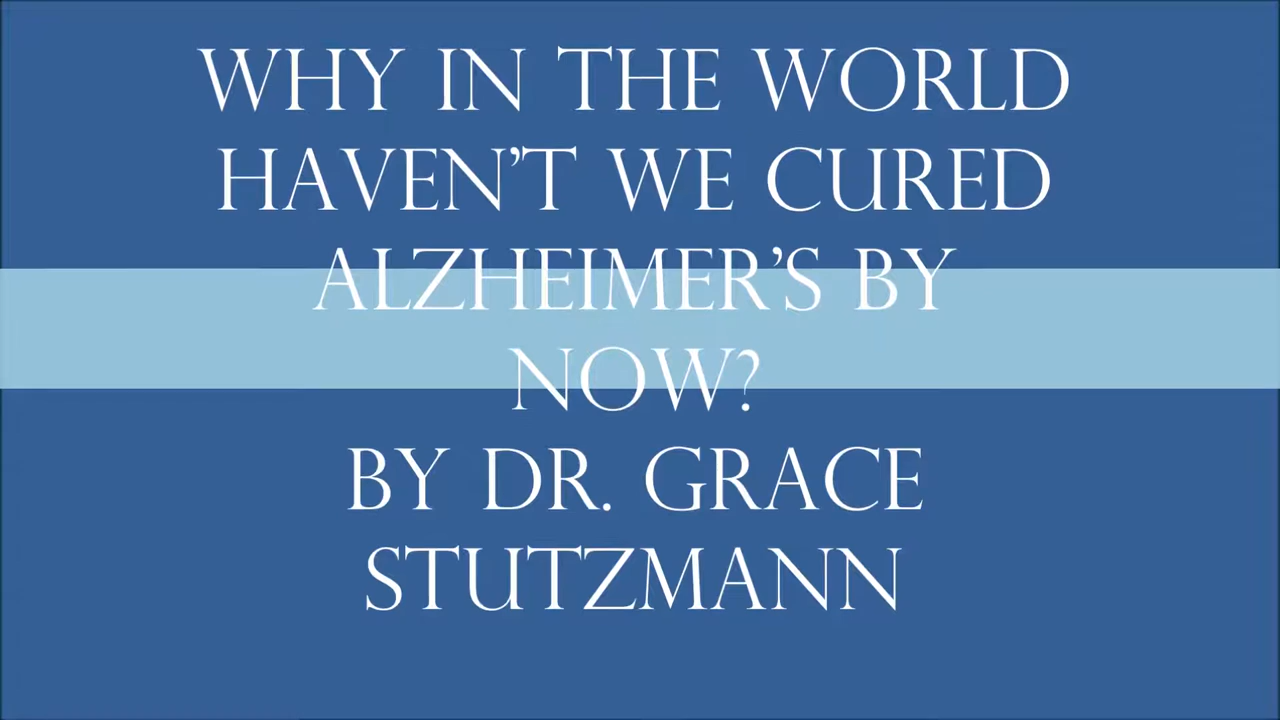 WHY IN THE WORLD
HAVEN'T WE CURED
ALZHEIMER'S BY
NOW?
BY DR. GRACE
STUTZMANN